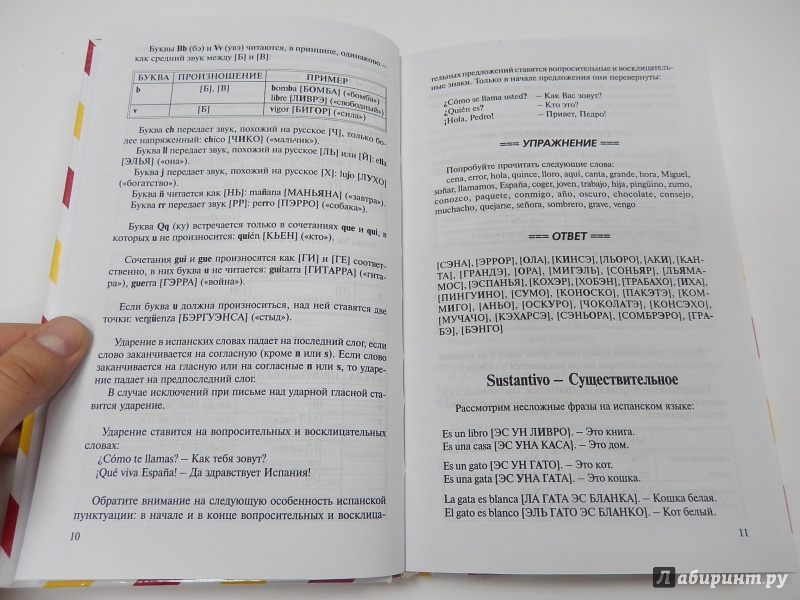 Буквы Bb (бэ) и Vv (увэ) читаются, в принципе, одинаково –
как средний звук между [Б] и [В]:
БУКВА ПРОИЗНОШЕНИЕ ПРИМЕР
b [Б], [В] bomba [БОМБА] («бомба»)
libre [ЛИВРЭ] («свободный»)
v [Б] vigor [БИГОР] («сила»)
Буква ch передает звук, похожий на русское [Ч], только бо-
лее напряженный: chico [ЧИКО] («мальчик»).
Буква ll передает звук, похожий на русские [ЛЬ] или [Й]: ella
[ЭЛЬЯ] («она»).
Буква j передает звук, похожий на русское [Х]: lujo [ЛУХО]
(«богатство»).
Буква ñ читается как [НЬ]: mañana [МАНЬЯНА] («завтра»).
Буква rr передает звук [РР]: perro [ПЭРРО] («собака»).
Буква Qq (ку) встречается только в сочетаниях que и qui, в
которых u не произносится: quién [КЬЕН] («кто»).
Сочетания gui и gue произносятся как [ГИ] и [ГЕ] соответ-
ственно, в них буква u не читается: guitarra [ГИТАРРА] («гита-
ра»), guerra [ГЭРРА] («война»).
Если буква u должна произноситься, над ней ставятся две
точки: vergüenza [БЭРГУЭНСА] («стыд»).
Ударение в испанских словах падает на последний слог, если
слово заканчивается на согласную (кроме n или s). Если слово
заканчивается на гласную или на согласные n или s, то ударе-
ние падает на предпоследний слог.
В случае исключений при письме над ударной гласной ста-
вится ударение.
Ударение ставится на вопросительных и восклицательных
словах:
¿Cómo te llamas? – Как тебя зовут?
¡Qué viva España! – Да здравствует Испания!
Обратите внимание на следующую особенность испанской
пунктуации: в начале и в конце вопросительных и восклица-
10
тельных предложений ставятся вопросительные и восклицатель-
ные знаки. Только в начале предложения они перевернуты:
¿Cómo se llama usted? – Как Вас зовут?
¿Quién es? – Кто это?
¡Hola, Pedro! – Привет, Педро!
=== УПРАЖНЕНИЕ ===
Попробуйте прочитать следующие слова:
cena, error, hola, quince, lloro, aquí, canta, grande, hora, Miguel,
soñar, llamamos, España, coger, joven, trabajo, hija, pingüino, zumo,
conozco, paquete, conmigo, año, oscuro, chocolate, consejo,
muchacho, quejarse, señora, sombrero, grave, vengo
=== ОТВЕТ ===
[СЭНА], [ЭРРОР], [ОЛА], [КИНСЭ], [ЛЬОРО], [АКИ], [КАН-
ТА], [ГРАНДЭ], [ОРА], [МИГЭЛЬ], [СОНЬЯР], [ЛЬЯМА-
МОС], [ЭСПАНЬЯ], [КОХЭР], [ХОБЭН], [ТРАБАХО], [ИХА],
[ПИНГУИНО], [СУМО], [КОНОСКО], [ПАКЭТЭ], [КОМ-
МИГО], [АНЬО], [ОСКУРО], [ЧОКОЛАТЭ], [КОНСЭХО],
[МУЧАЧО], [КЭХАРСЭ], [СЭНЬОРА], [СОМБРЭРО], [ГРА-
БЭ], [БЭНГО]
Sustantivo – Существительное
Рассмотрим несложные фразы на испанском языке:
Es un libro [ЭС УН ЛИВРО]. – Это книга.
Es una casa [ЭС УНА КАСА]. – Это дом.
Es un gato [ЭС УН ГАТО]. – Это кот.
Es una gata [ЭС УНА ГАТА]. – Это кошка.
La gata es blanca [ЛА ГАТА ЭС БЛАНКА]. – Кошка белая.
El gato es blanco [ЭЛЬ ГАТО ЭС БЛАНКО]. – Кот белый.
11
Лабиринт.ру